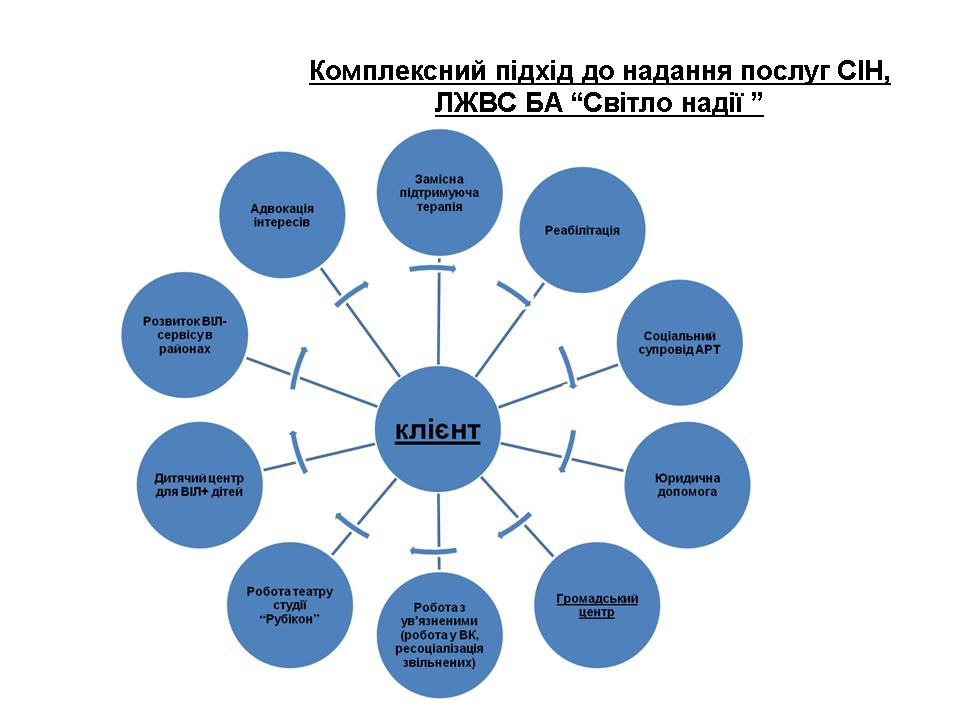 Комплексний підхід до надання послуг СІН,
ЛЖВС БА “Світло надії ”
Замісна
підтримуюча
терапія
Реабілітація
Соціальний
супровід АРТ
Юридична
допомога
Громадський
центр
Робота з
ув'язненими
(робота у ВК,
ресоціалізація
звільнених)
Робота театру
студії
“Рубікон”
Дитячий центр
для ВІЛ+ дітей
Розвиток ВІЛ-
сервісу в
районах
Адвокація
інтересів
клієнт